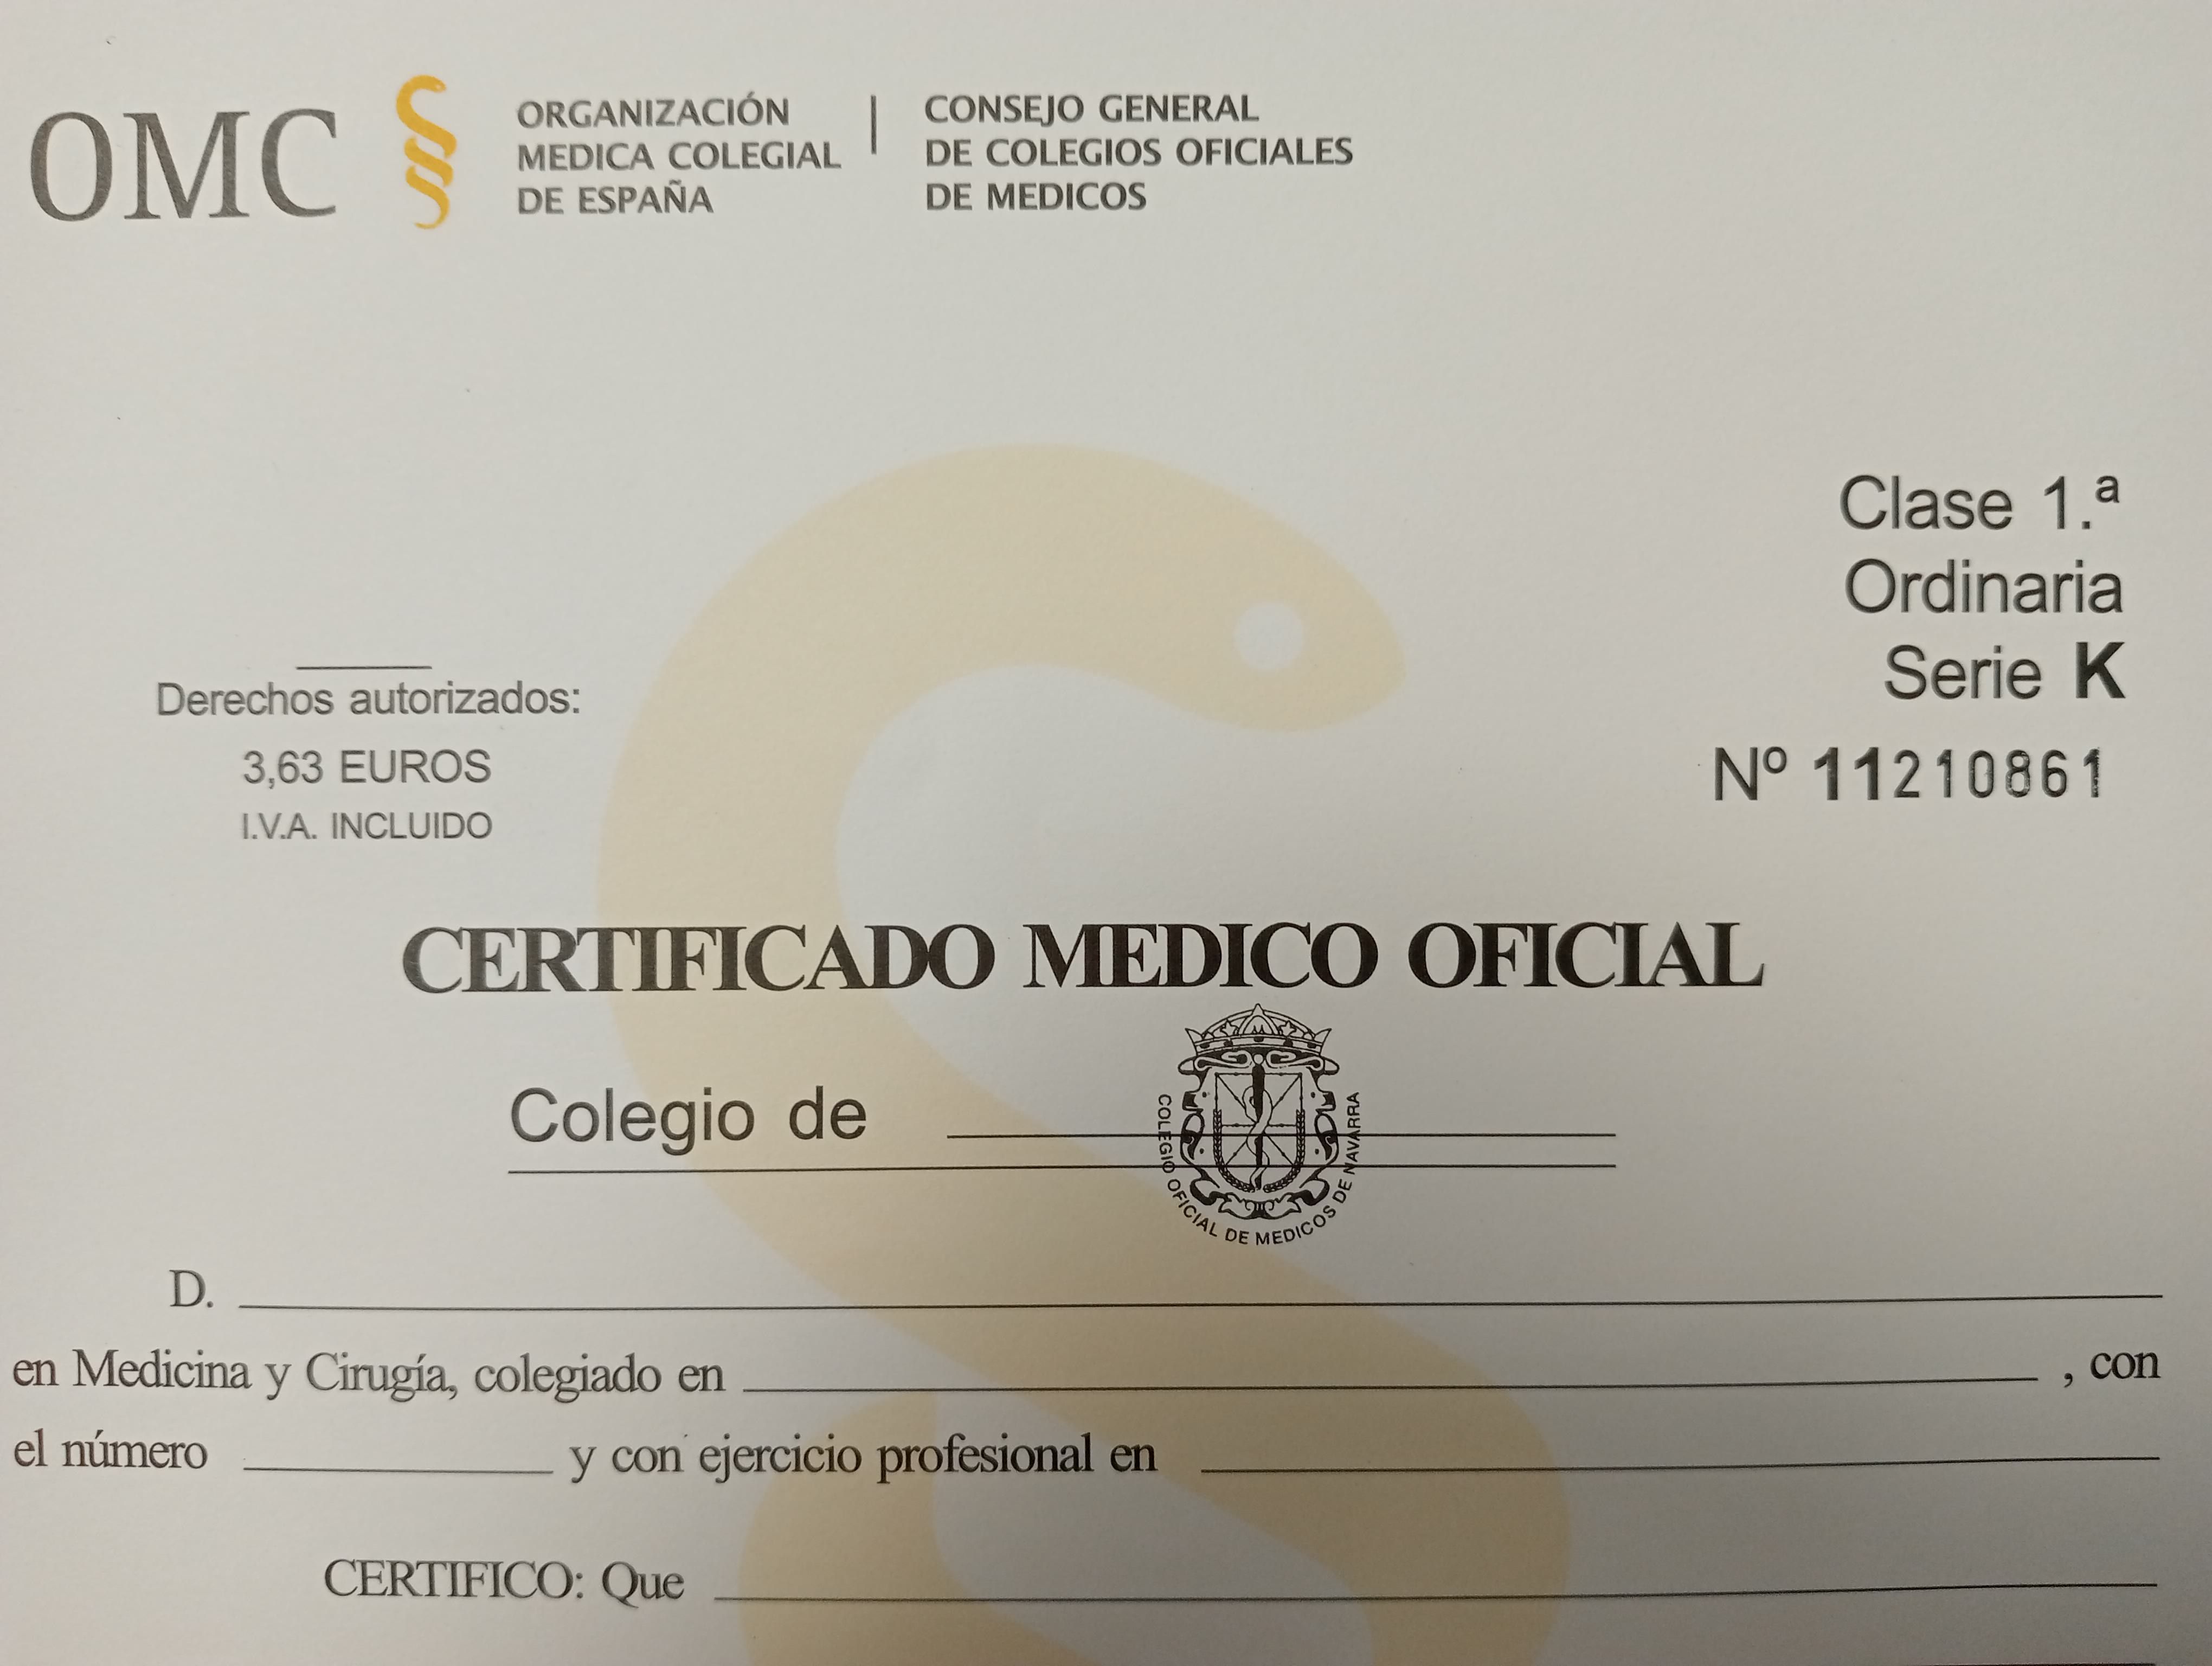 OMC
ORGANIZACIÓN
MEDICA COLEGIAL
DE ESPAÑA
CONSEJO GENERAL
DE COLEGIOS OFICIALES
DE MEDICOS
Clase 1.ª
Ordinaria
Serie K
Nº 11210861
Derechos autorizados:
3,63 EUROS
I.V.A. INCLUIDO
CERTIFICADO MEDICO OFICIAL
Colegio de
COLEGIO OFICIAL DE MEDICOS DE NAVARRA
D.
en Medicina y Cirugía, colegiado en , con
el número y con ejercicio profesional en
CERTIFICO: Que